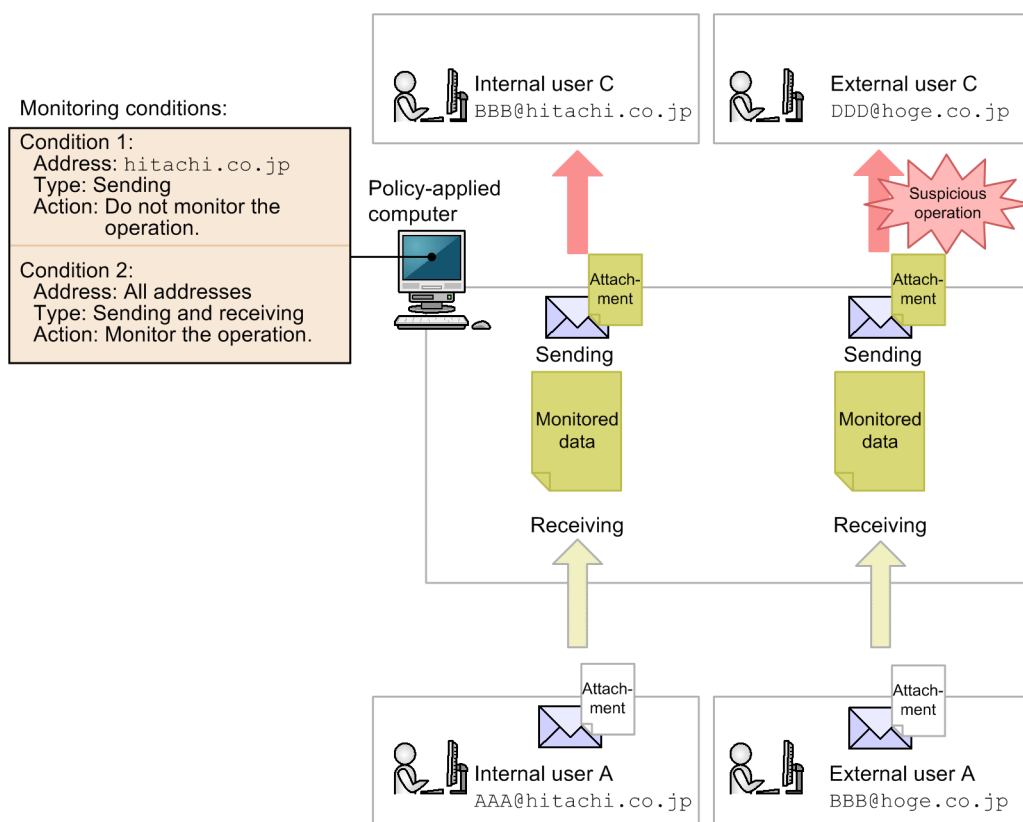 Internal user C
BBB@hitachi.co.jp
External user C
DDD@hoge.co.jp
Monitoring conditions:
Condition 1:
Address: hitachi.co.jp
Type: Sending
Action: Do not monitor the
operation.
Condition 2:
Address: All addresses
Type: Sending and receiving
Action: Monitor the operation.
Policy-applied
computer
Suspicious
operation
Attach-
ment
Attach-
ment
Sending
Sending
Monitored
data
Monitored
data
Receiving
Receiving
Attach-
ment
Attach-
ment
Internal user A
AAA@hitachi.co.jp
External user A
BBB@hoge.co.jp